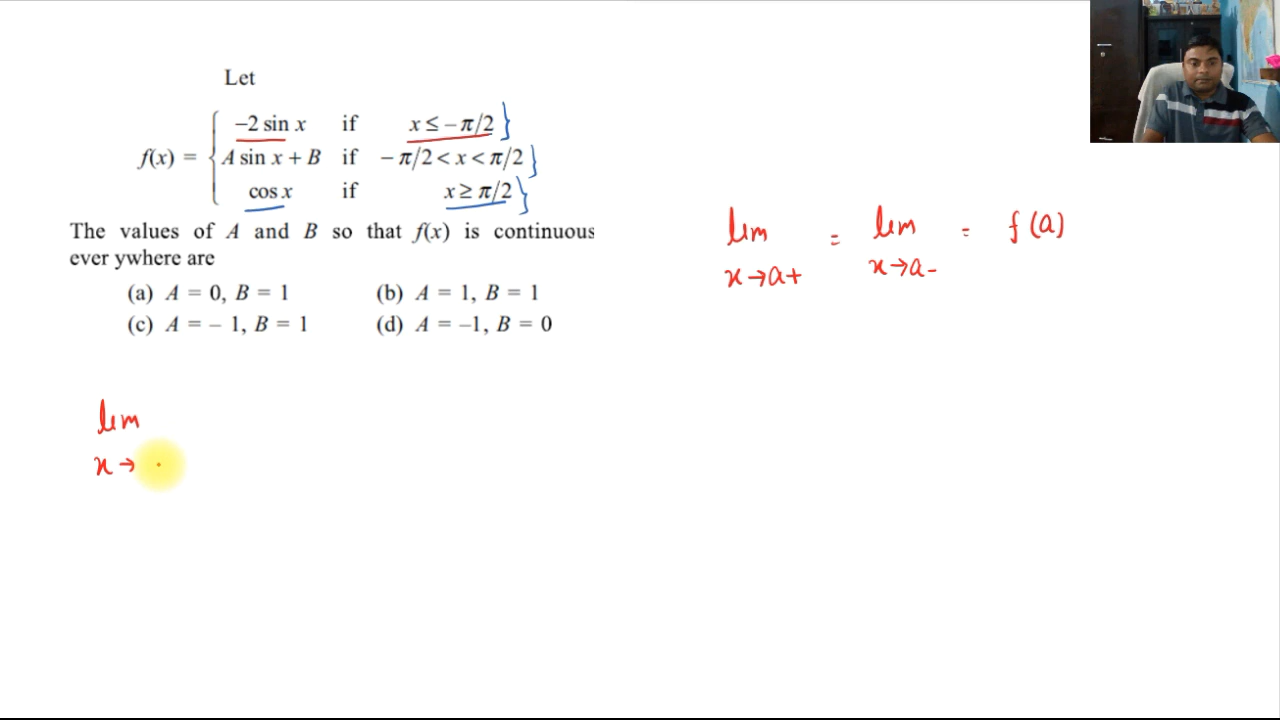 Let
f(x) = { −2 sin x if x ≤ −π/2 }
A sin x + B if − π/2 < x < π/2 }
cos x if x ≥ π/2 }
The values of A and B so that f(x) is continuous
ever ywhere are
(a) A = 0, B = 1 (b) A = 1, B = 1
(c) A = − 1, B = 1 (d) A = −1, B = 0
lim = lim = f(a)
x→a+ x→a-
lim
x→